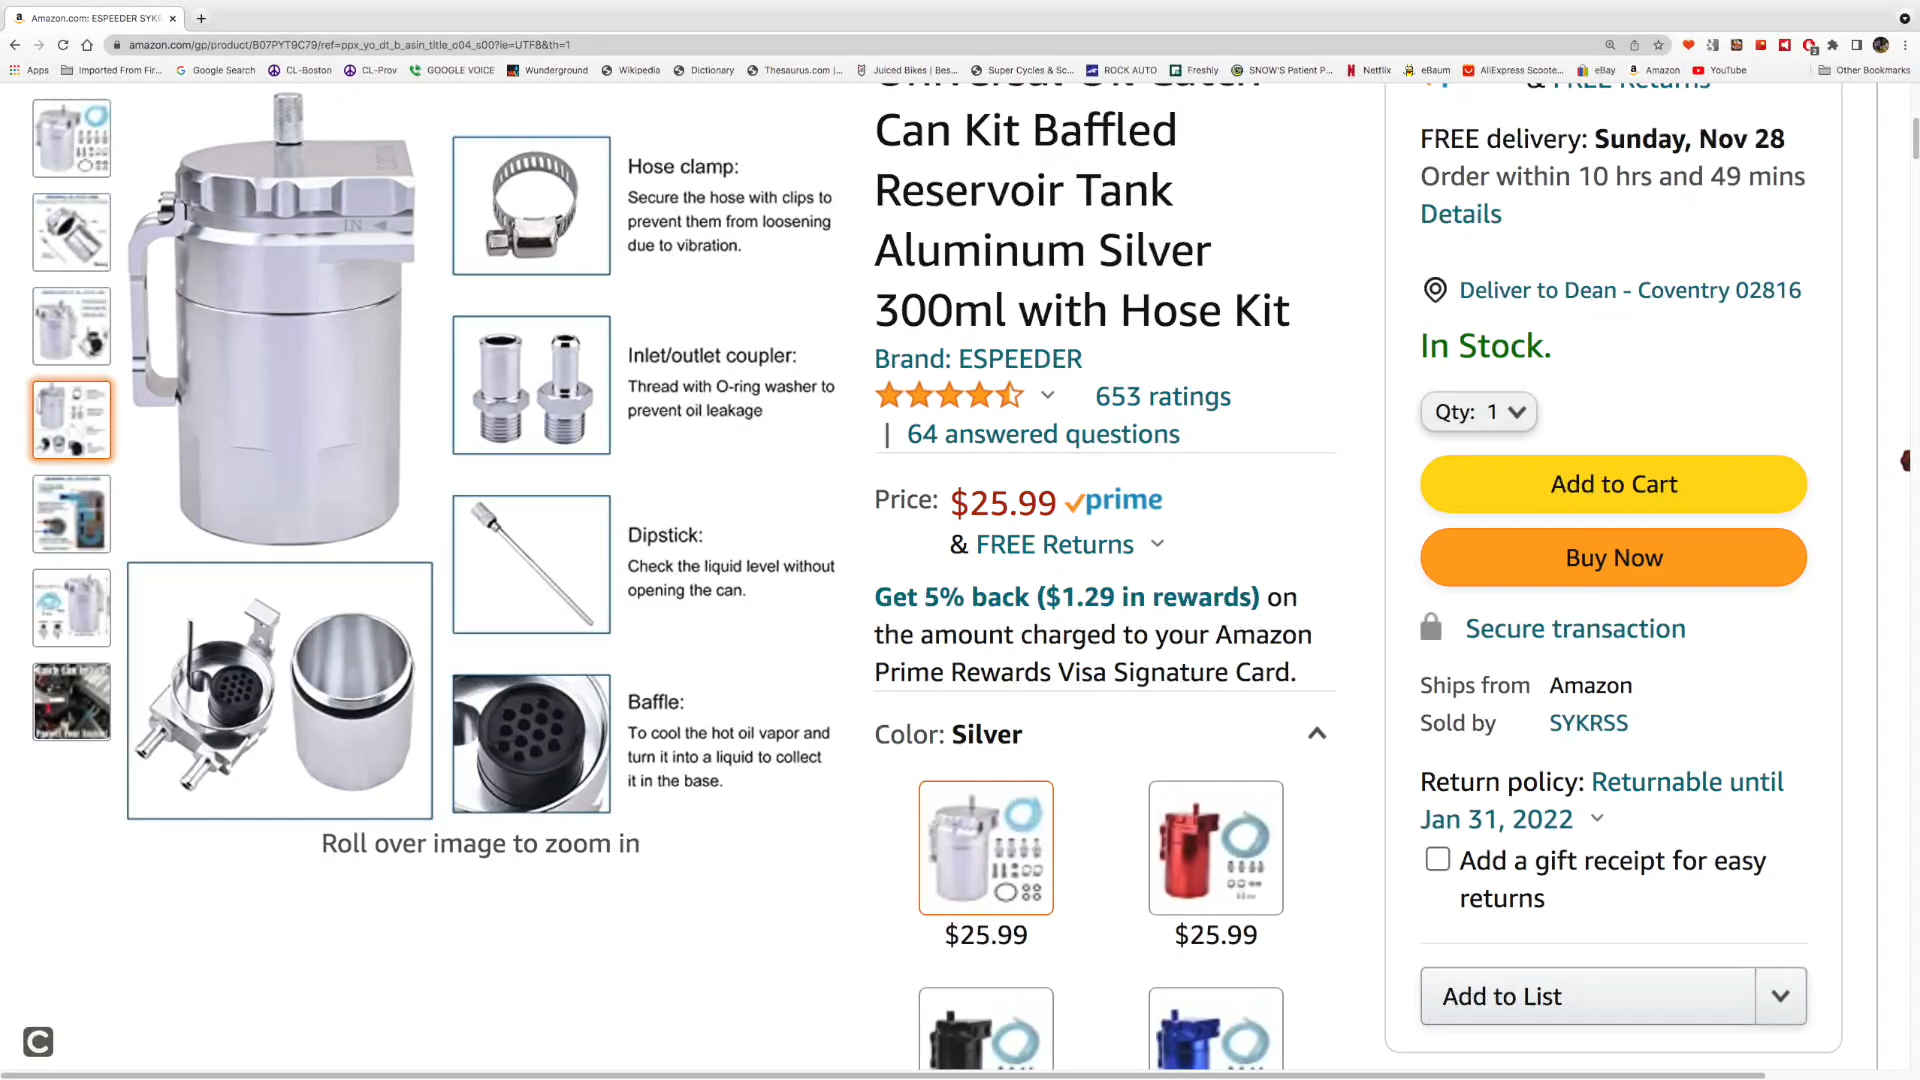 Amazon.com: ESPEEDER SYKR
amazon.com/gp/product/B07PYT9C79/ref=ppx_yo_dt_b_asin_title_o04_s00?ie=UTF8&th=1
Apps
Imported From Fir...
Google Search
CL-Boston
CL-Prov
GOOGLE VOICE
Wunderground
Wikipedia
Dictionary
Thesaurus.com |...
Juiced Bikes | Bes...
Super Cycles & Sc...
ROCK AUTO
Freshly
SNOW'S Patient P...
Netflix
eBaum
AliExpress Scoote...
eBay
Amazon
YouTube
Other Bookmarks
IN
Hose clamp:
Secure the hose with clips to
prevent them from loosening
due to vibration.
Inlet/outlet coupler:
Thread with O-ring washer to
prevent oil leakage
Dipstick:
Check the liquid level without
opening the can.
Baffle:
To cool the hot oil vapor and
turn it into a liquid to collect
it in the base.
Roll over image to zoom in
Universal Oil Catch
Can Kit Baffled
Reservoir Tank
Aluminum Silver
300ml with Hose Kit
Brand: ESPEEDER
653 ratings
| 64 answered questions
Price: $25.99 prime
& FREE Returns
Get 5% back ($1.29 in rewards) on
the amount charged to your Amazon
Prime Rewards Visa Signature Card.
Color: Silver
$25.99
$25.99
& FREE Returns
FREE delivery: Sunday, Nov 28
Order within 10 hrs and 49 mins
Details
Deliver to Dean - Coventry 02816
In Stock.
Qty: 1
Add to Cart
Buy Now
Secure transaction
Ships from Amazon
Sold by SYKRSS
Return policy: Returnable until
Jan 31, 2022
Add a gift receipt for easy
returns
Add to List
C